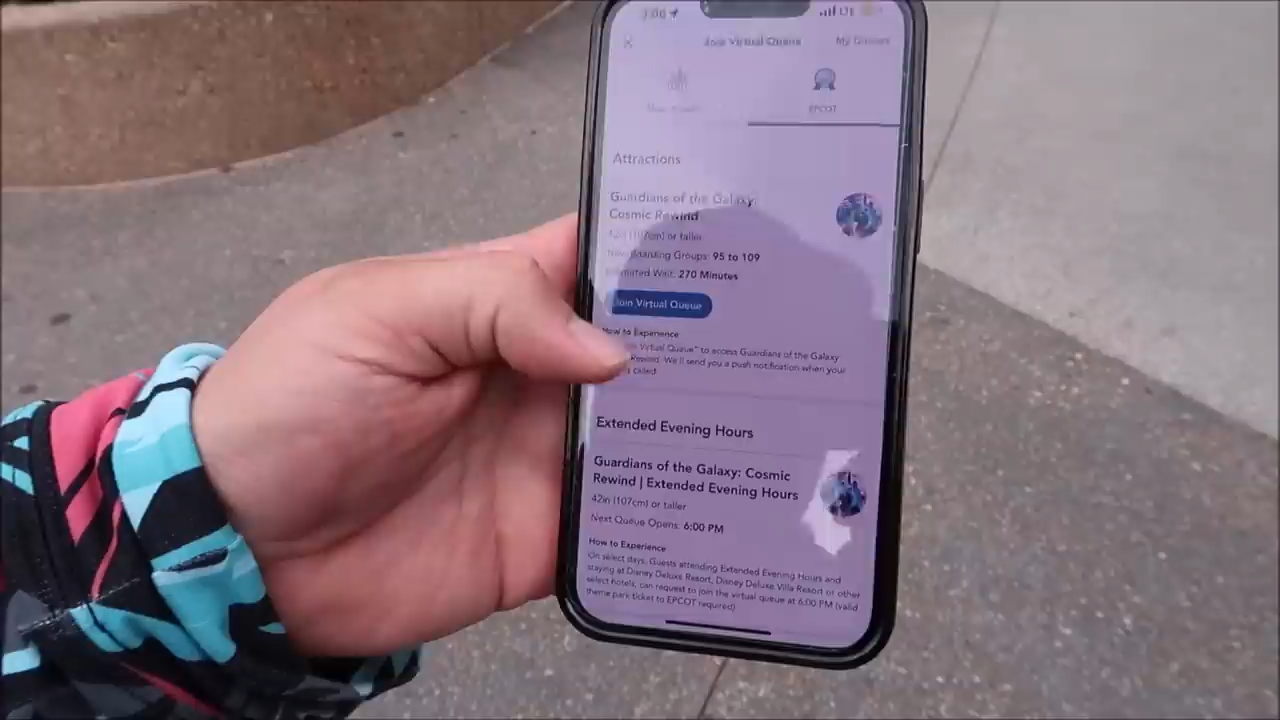 LTE
Join Virtual Queue
My Queues
EPCOT
Attractions
Guardians of the Galaxy:
Cosmic Rewind
42in (107cm) or taller
Boarding Groups: 95 to 109
Wait: 270 Minutes
Join Virtual Queue
How to Experience
Virtual Queue" to access Guardians of the Galaxy
Rewind. We'll send you a push notification when your
called.
Extended Evening Hours
Guardians of the Galaxy: Cosmic
Rewind | Extended Evening Hours
42in (107cm) or taller
Next Queue Opens: 6:00 PM
How to Experience
On select days, Guests attending Extended Evening Hours and
staying at Disney Deluxe Resort, Disney Deluxe Villa Resort or other
select hotels, can request to join the virtual queue at 6:00 PM (valid
theme park ticket to EPCOT required)